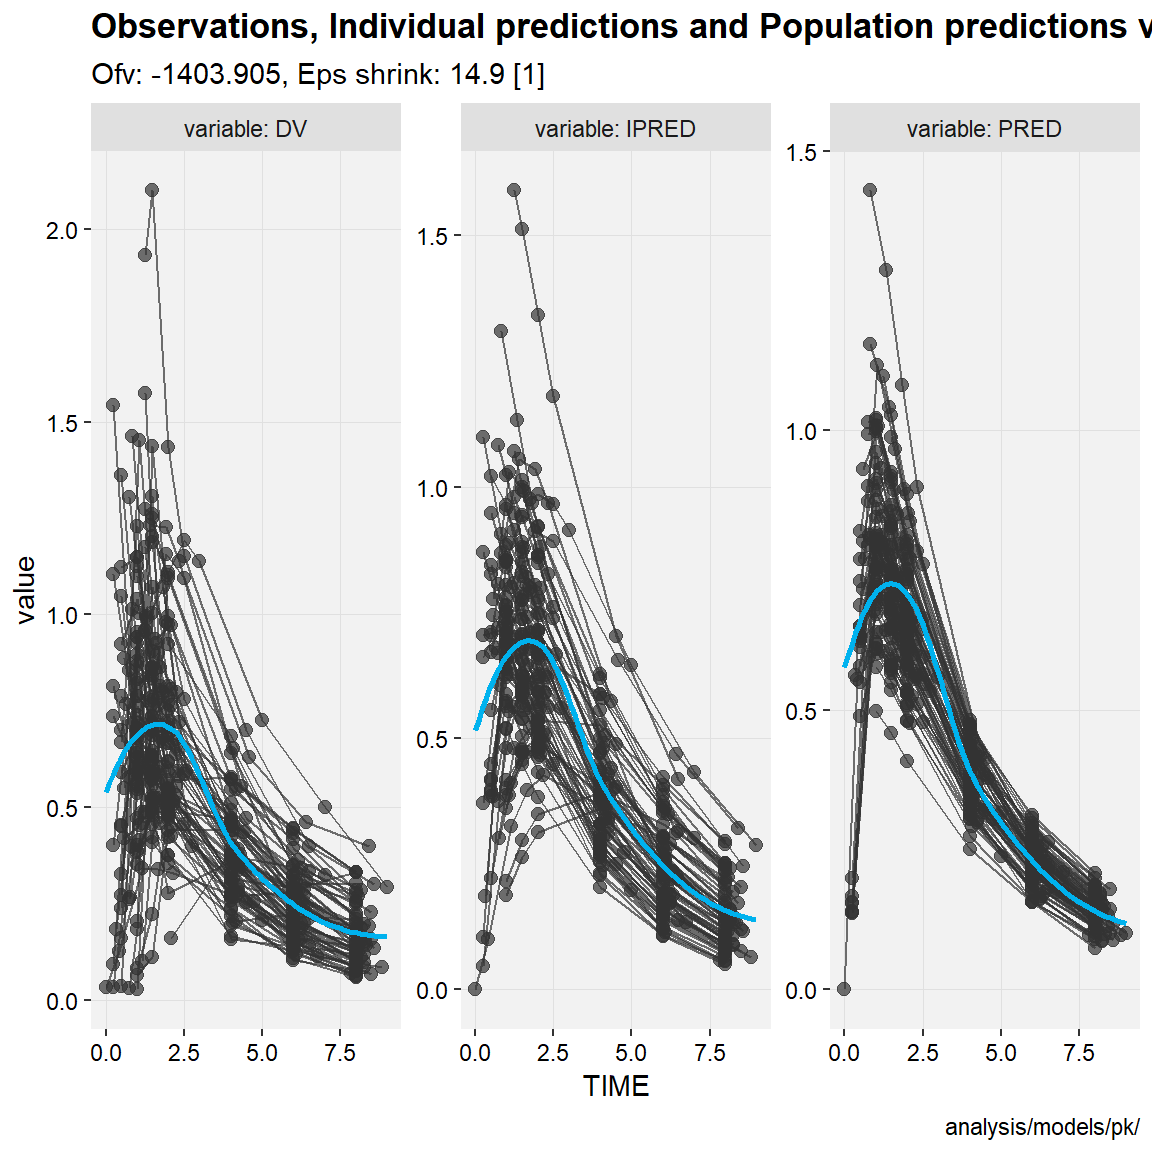 Observations, Individual predictions and Population predictions v
Ofv: -1403.905, Eps shrink: 14.9 [1]
variable: DV
variable: IPRED
variable: PRED
value
2.0
1.5
1.0
0.5
0.0
1.5
1.0
0.5
0.0
1.5
1.0
0.5
0.0
0.0 2.5 5.0 7.5
0.0 2.5 5.0 7.5
0.0 2.5 5.0 7.5
TIME
analysis/models/pk/